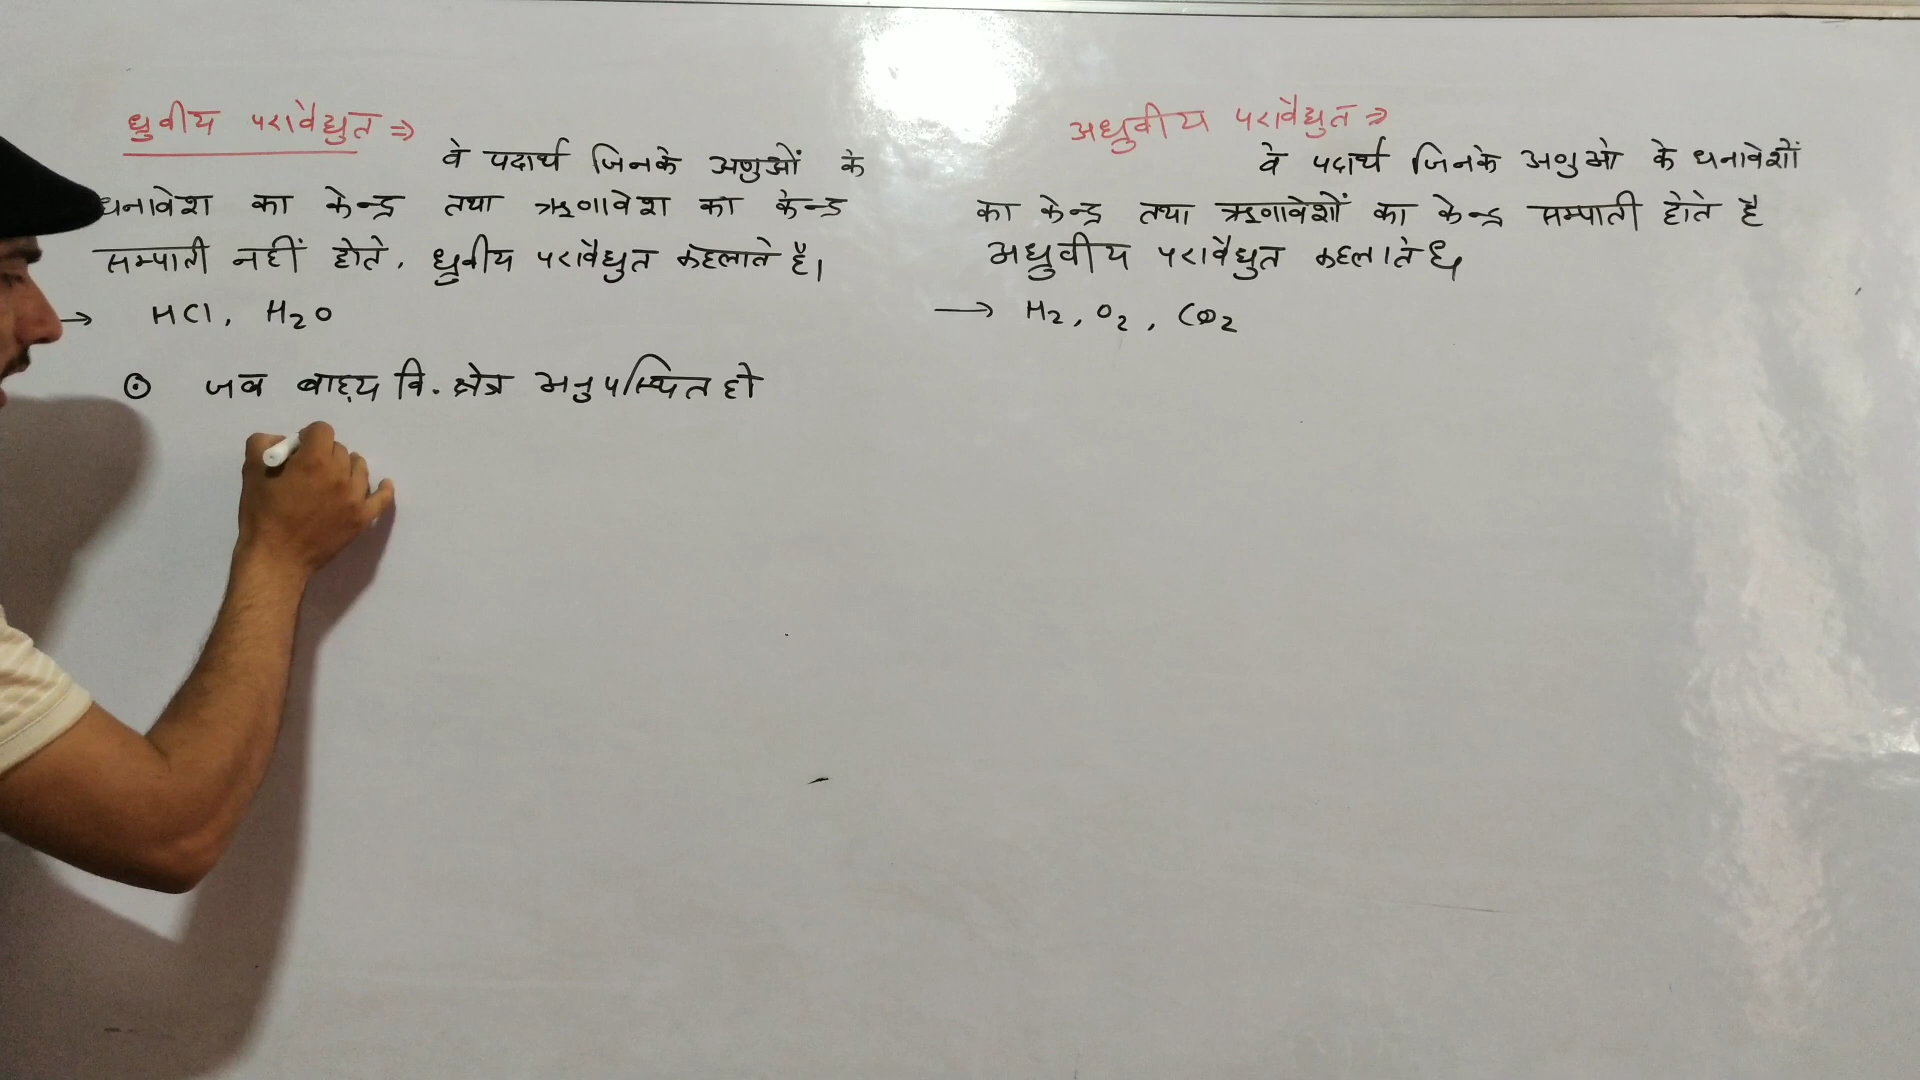 ध्रुवीय परावैद्युत ⇒
वे पदार्थ जिनके अणुओं के
धनावेश का केन्द्र तथा ऋणावेश का केन्द्र
सम्पाती नहीं होते, ध्रुवीय परावैद्युत कहलाते है।
→ HCl, H₂O
⊙ जब बाह्य वि. क्षेत्र अनुपस्थित हो
अध्रुवीय परावैद्युत ⇒
वे पदार्थ जिनके अणुओ के धनावेशों
का केन्द्र तथा ऋणावेशों का केन्द्र सम्पाती होते है
अध्रुवीय परावैद्युत कहलाते है
→ H₂, O₂, CO₂